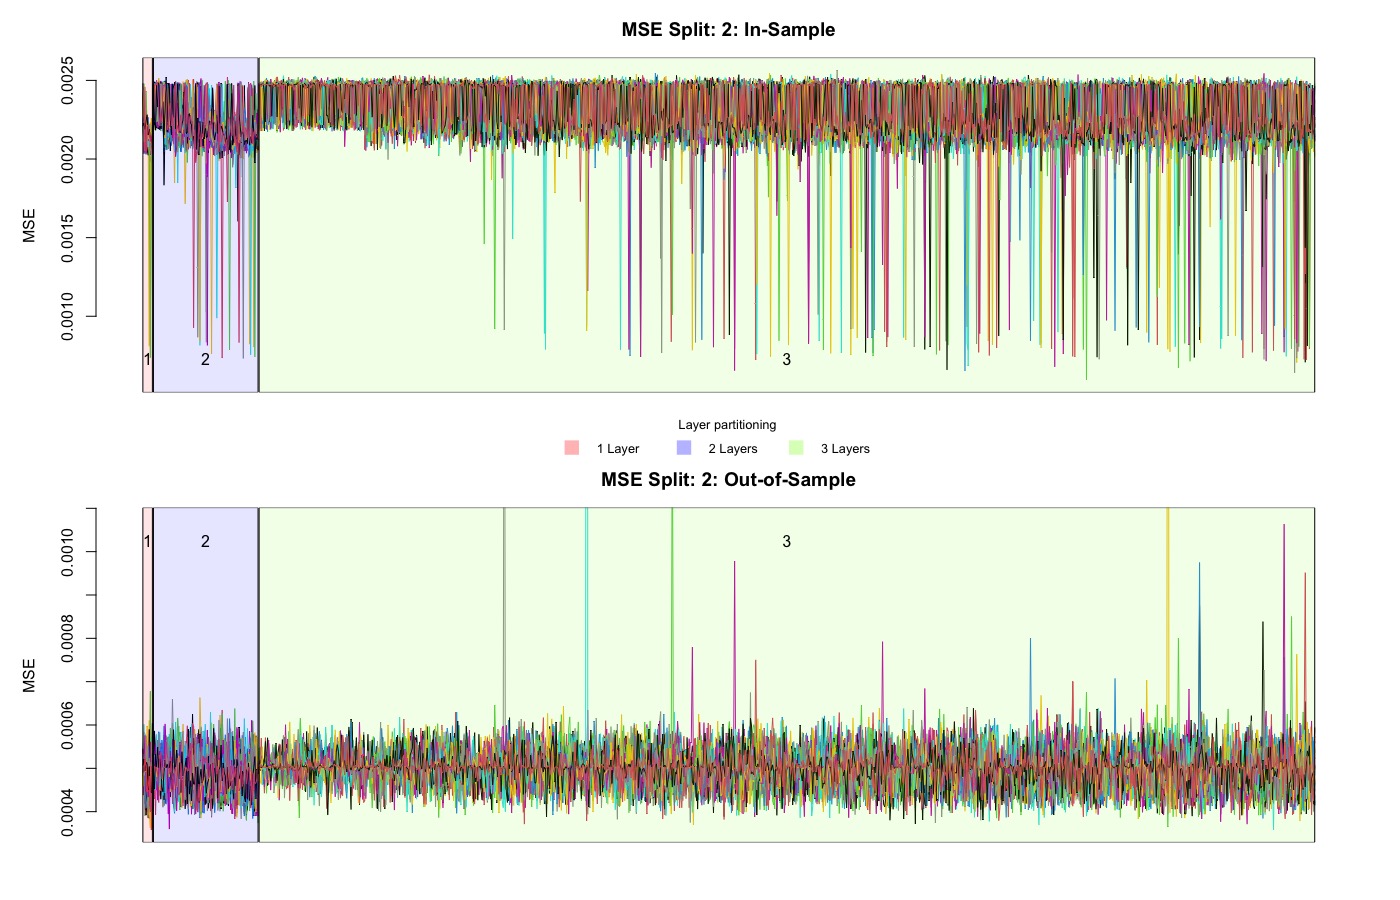 MSE Split: 2: In-Sample
MSE
0.0025
0.0020
0.0015
0.0010
1
2
3
Layer partitioning
1 Layer
2 Layers
3 Layers
MSE Split: 2: Out-of-Sample
MSE
0.0010
0.0008
0.0006
0.0004
1
2
3